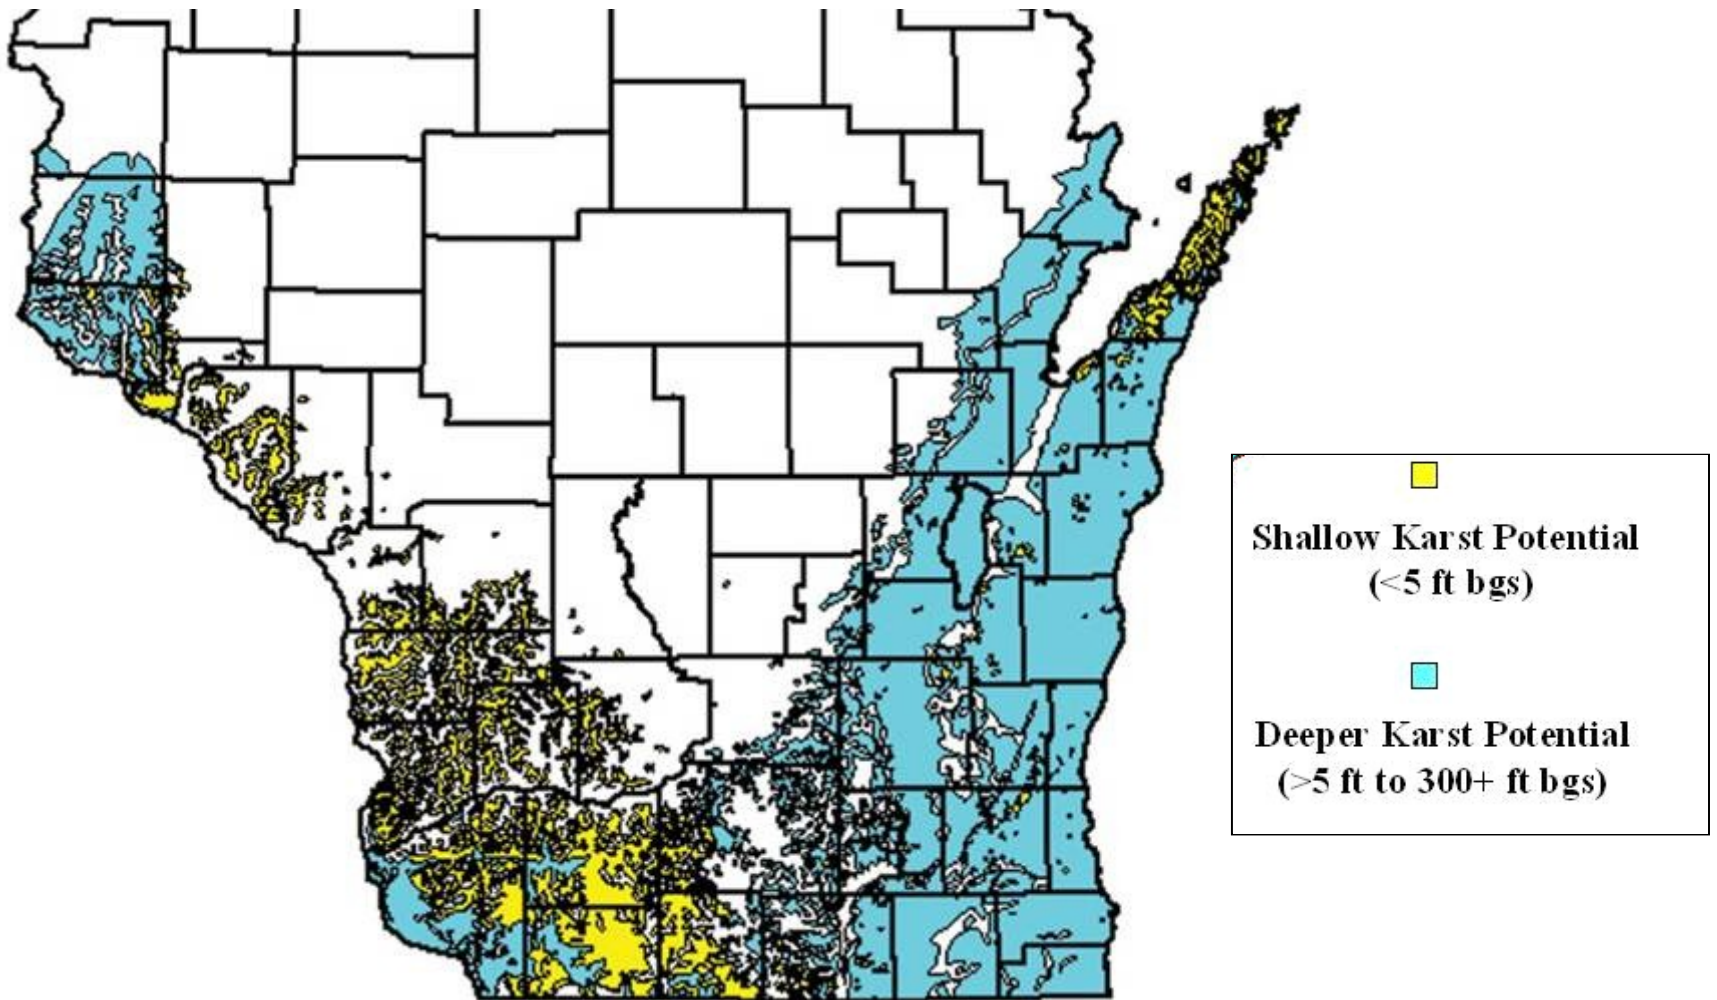 Shallow Karst Potential
(<5 ft bgs)
Deeper Karst Potential
(>5 ft to 300+ ft bgs)